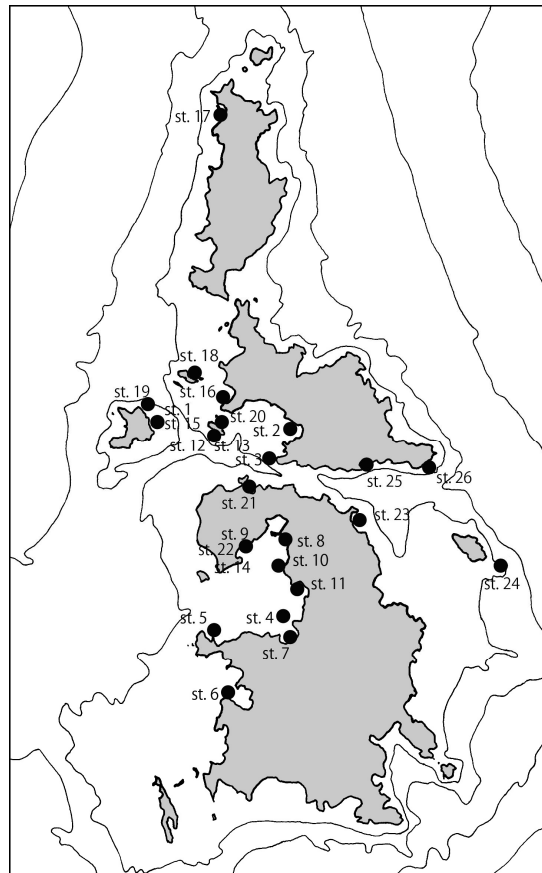 st. 17
st. 18
st. 16
st. 19
st. 1
st. 15
st. 20
st. 12
st. 13
st. 2
st. 3
st. 25
st. 26
st. 21
st. 23
st. 9
st. 8
st. 22
st. 14
st. 10
st. 24
st. 11
st. 4
st. 5
st. 7
st. 6